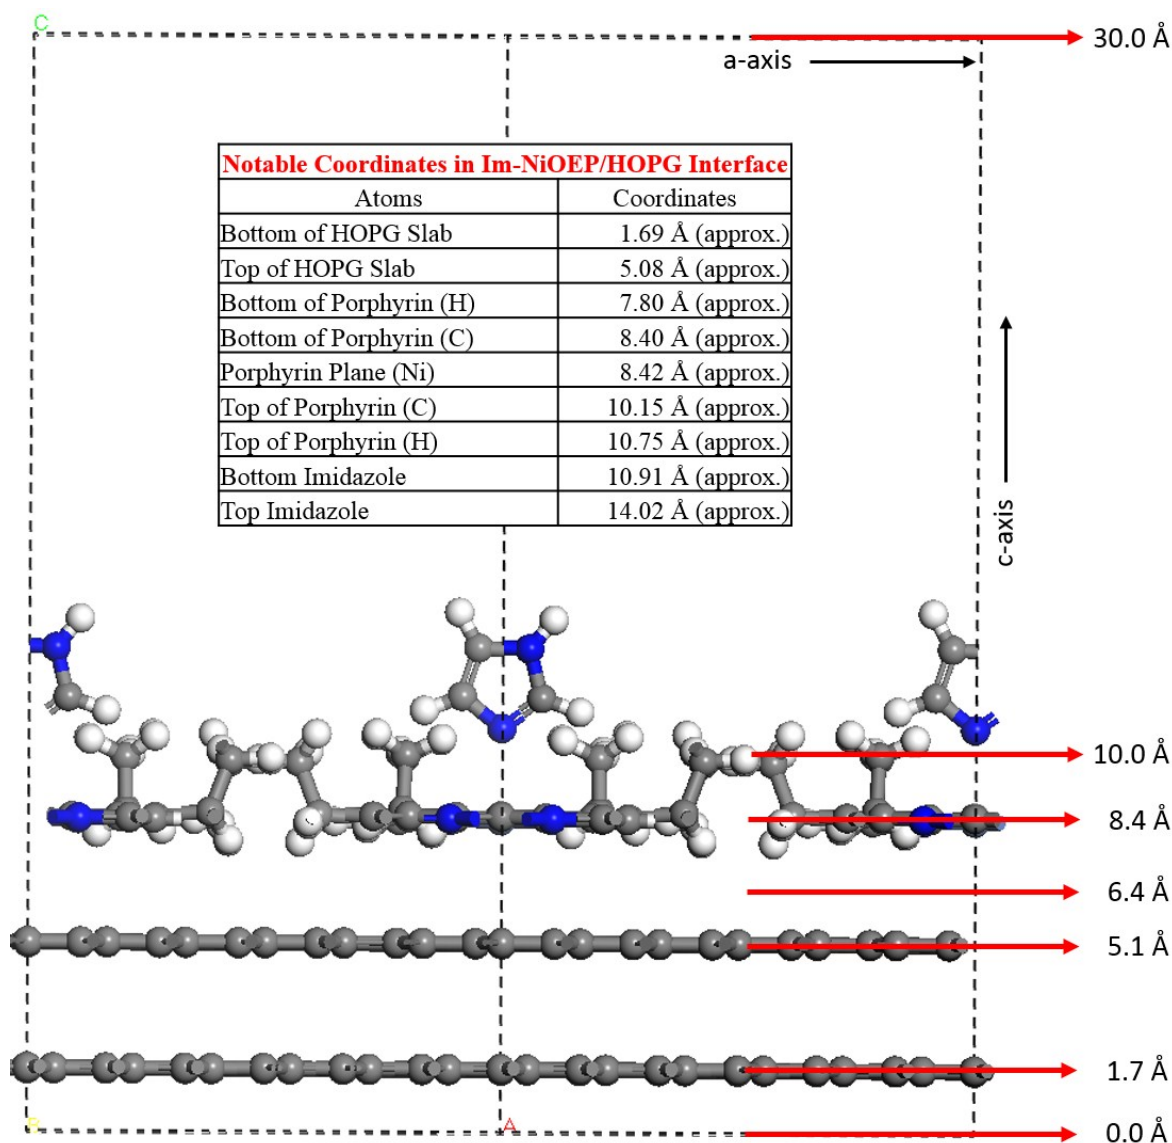 C
30.0 Å
a-axis
Notable Coordinates in Im-NiOEP/HOPG Interface
Atoms Coordinates
Bottom of HOPG Slab 1.69 Å (approx.)
Top of HOPG Slab 5.08 Å (approx.)
Bottom of Porphyrin (H) 7.80 Å (approx.)
Bottom of Porphyrin (C) 8.40 Å (approx.)
Porphyrin Plane (Ni) 8.42 Å (approx.)
Top of Porphyrin (C) 10.15 Å (approx.)
Top of Porphyrin (H) 10.75 Å (approx.)
Bottom Imidazole 10.91 Å (approx.)
Top Imidazole 14.02 Å (approx.)
c-axis
10.0 Å
8.4 Å
6.4 Å
5.1 Å
1.7 Å
B A 0.0 Å